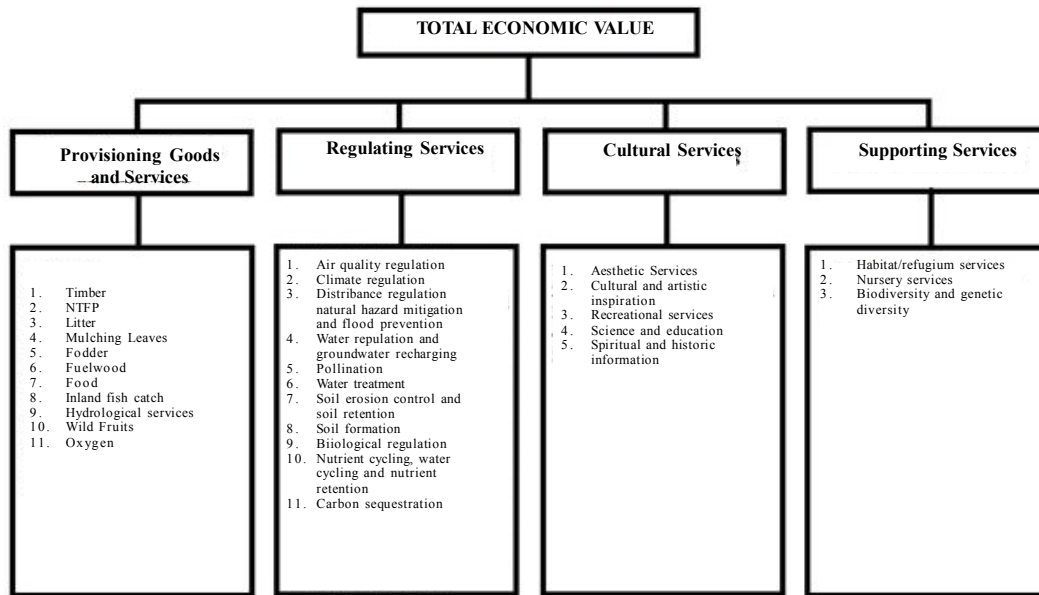 TOTAL ECONOMIC VALUE
Provisioning Goods
and Services
Regulating Services
Cultural Services
Supporting Services
1. Timber
2. NTFP
3. Litter
4. Mulching Leaves
5. Fodder
6. Fuelwood
7. Food
8. Inland fish catch
9. Hydrological services
10. Wild Fruits
11. Oxygen
1. Air quality regulation
2. Climate regulation
3. Distribance regulation
natural hazard mitigation
and flood prevention
4. Water repulation and
groundwater recharging
5. Pollination
6. Water treatment
7. Soil erosion control and
soil retention
8. Soil formation
9. Biiological regulation
10. Nutrient cycling, water
cycling and nutrient
retention
11. Carbon sequestration
1. Aesthetic Services
2. Cultural and artistic
inspiration
3. Recreational services
4. Science and education
5. Spiritual and historic
information
1. Habitat/refugium services
2. Nursery services
3. Biodiversity and genetic
diversity